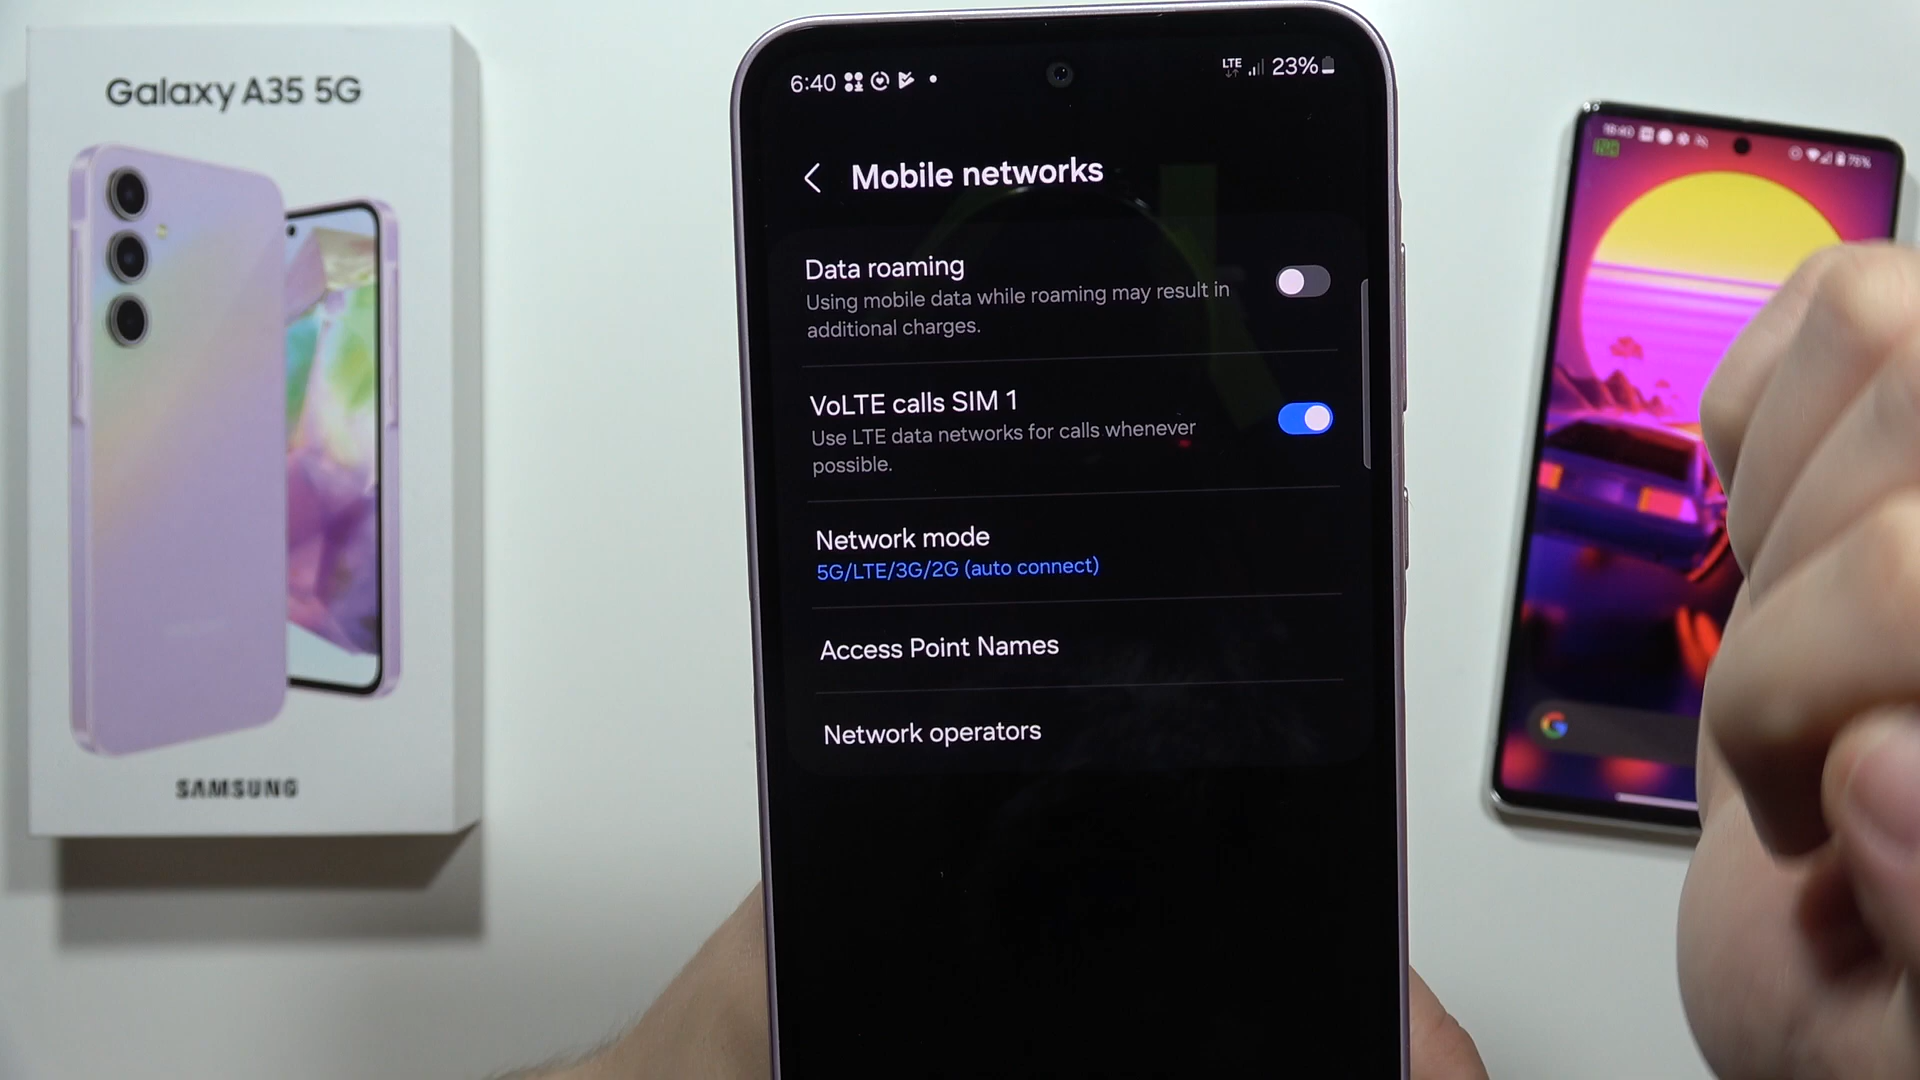 Galaxy A35 5G
SAMSUNG
6:40
LTE
23%
Mobile networks
Data roaming
Using mobile data while roaming may result in
additional charges.
VoLTE calls SIM 1
Use LTE data networks for calls whenever
possible.
Network mode
5G/LTE/3G/2G (auto connect)
Access Point Names
Network operators